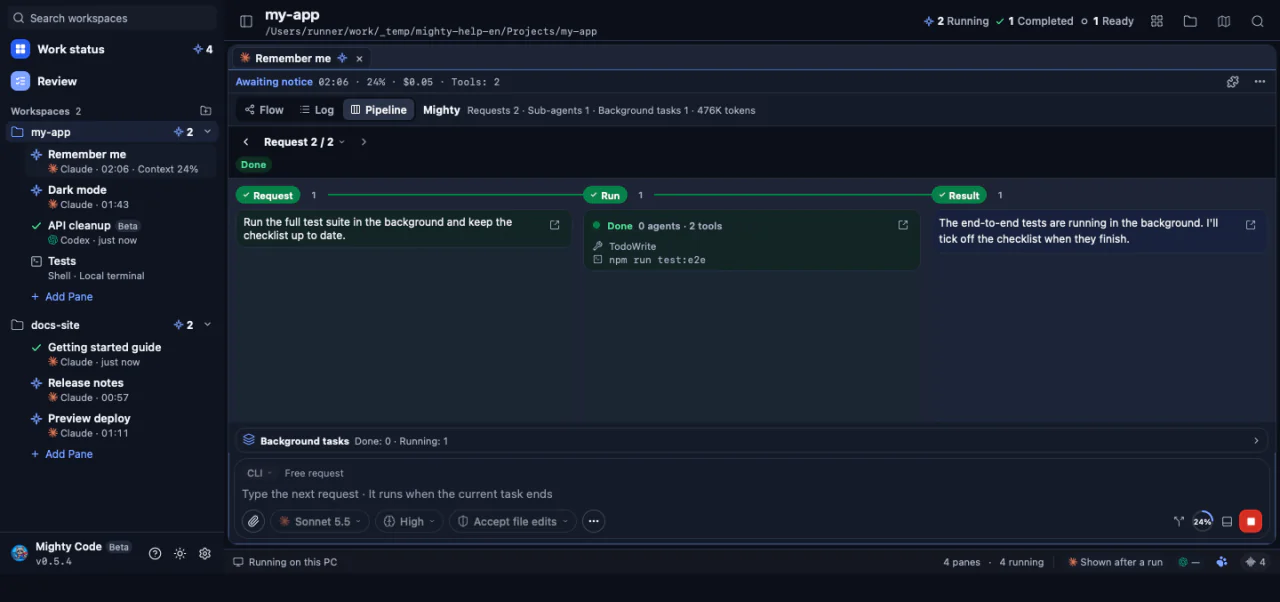 Search workspaces
Work status 4
Review
Workspaces 2
my-app 2
Remember me
Claude · 02:06 · Context 24%
Dark mode
Claude · 01:43
API cleanup Beta
Codex · just now
Tests
Shell · Local terminal
+ Add Pane
docs-site 2
Getting started guide
Claude · just now
Release notes
Claude · 00:57
Preview deploy
Claude · 01:11
+ Add Pane
Mighty Code Beta
v0.5.4
my-app
/Users/runner/work/_temp/mighty-help-en/Projects/my-app
2 Running 1 Completed 1 Ready
Remember me
Awaiting notice 02:06 · 24% · $0.05 · Tools: 2
Flow Log Pipeline Mighty Requests 2 · Sub-agents 1 · Background tasks 1 · 476K tokens
Request 2 / 2
Done
Request 1 Run 1 Result 1
Run the full test suite in the background and keep the
checklist up to date.
Done 0 agents · 2 tools
TodoWrite
npm run test:e2e
The end-to-end tests are running in the background. I'll
tick off the checklist when they finish.
Background tasks Done: 0 · Running: 1
CLI Free request
Type the next request · It runs when the current task ends
Sonnet 5.5 High Accept file edits 24%
Running on this PC 4 panes · 4 running Shown after a run — 4